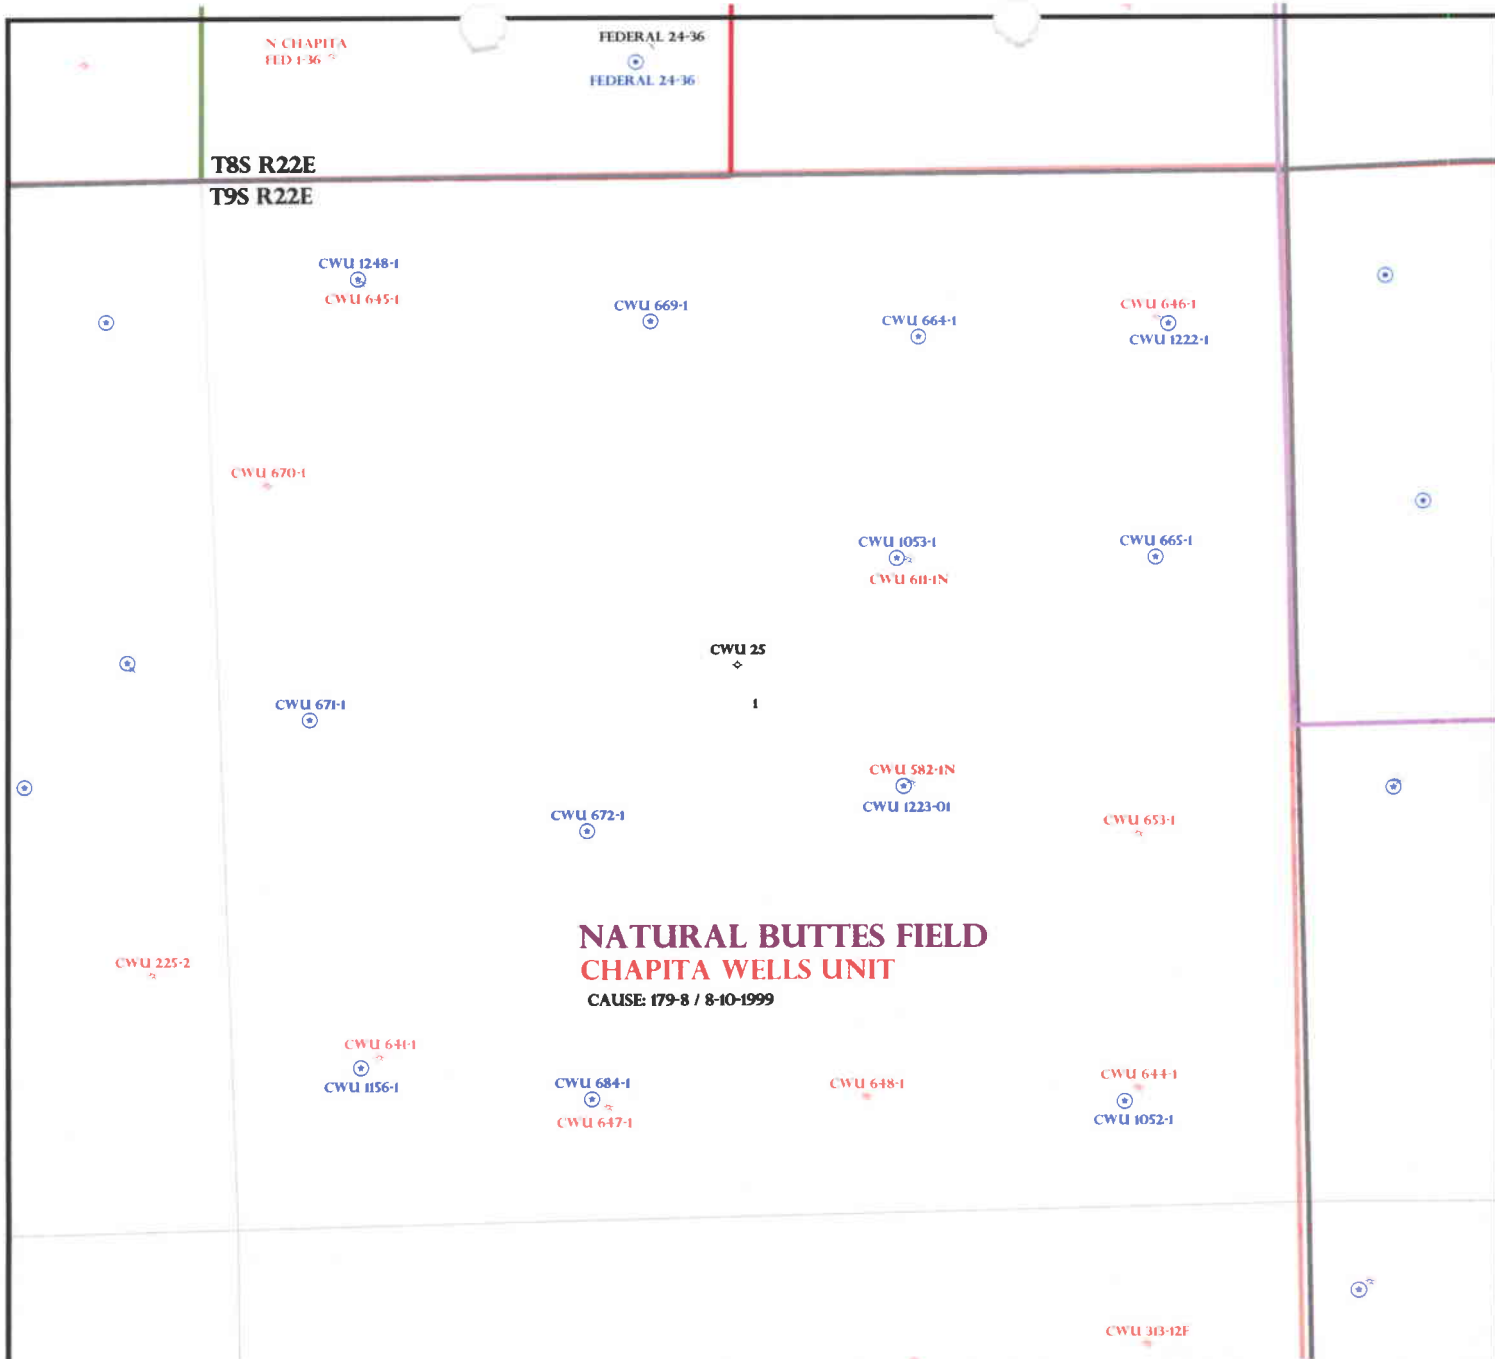 N CHAPITA
FED 1-36
FEDERAL 24-36
FEDERAL 24-36
T8S R22E
T9S R22E
CWU 1248-1
CWU 645-1
CWU 669-1
CWU 664-1
CWU 646-1
CWU 1222-1
CWU 670-1
CWU 1053-1
CWU 611-1N
CWU 665-1
CWU 25
1
CWU 671-1
CWU 582-1N
CWU 1223-01
CWU 672-1
CWU 653-1
NATURAL BUTTES FIELD
CHAPITA WELLS UNIT
CAUSE: 179-8 / 8-10-1999
CWU 225-2
CWU 641-1
CWU 1156-1
CWU 684-1
CWU 647-1
CWU 648-1
CWU 644-1
CWU 1052-1
CWU 313-12F